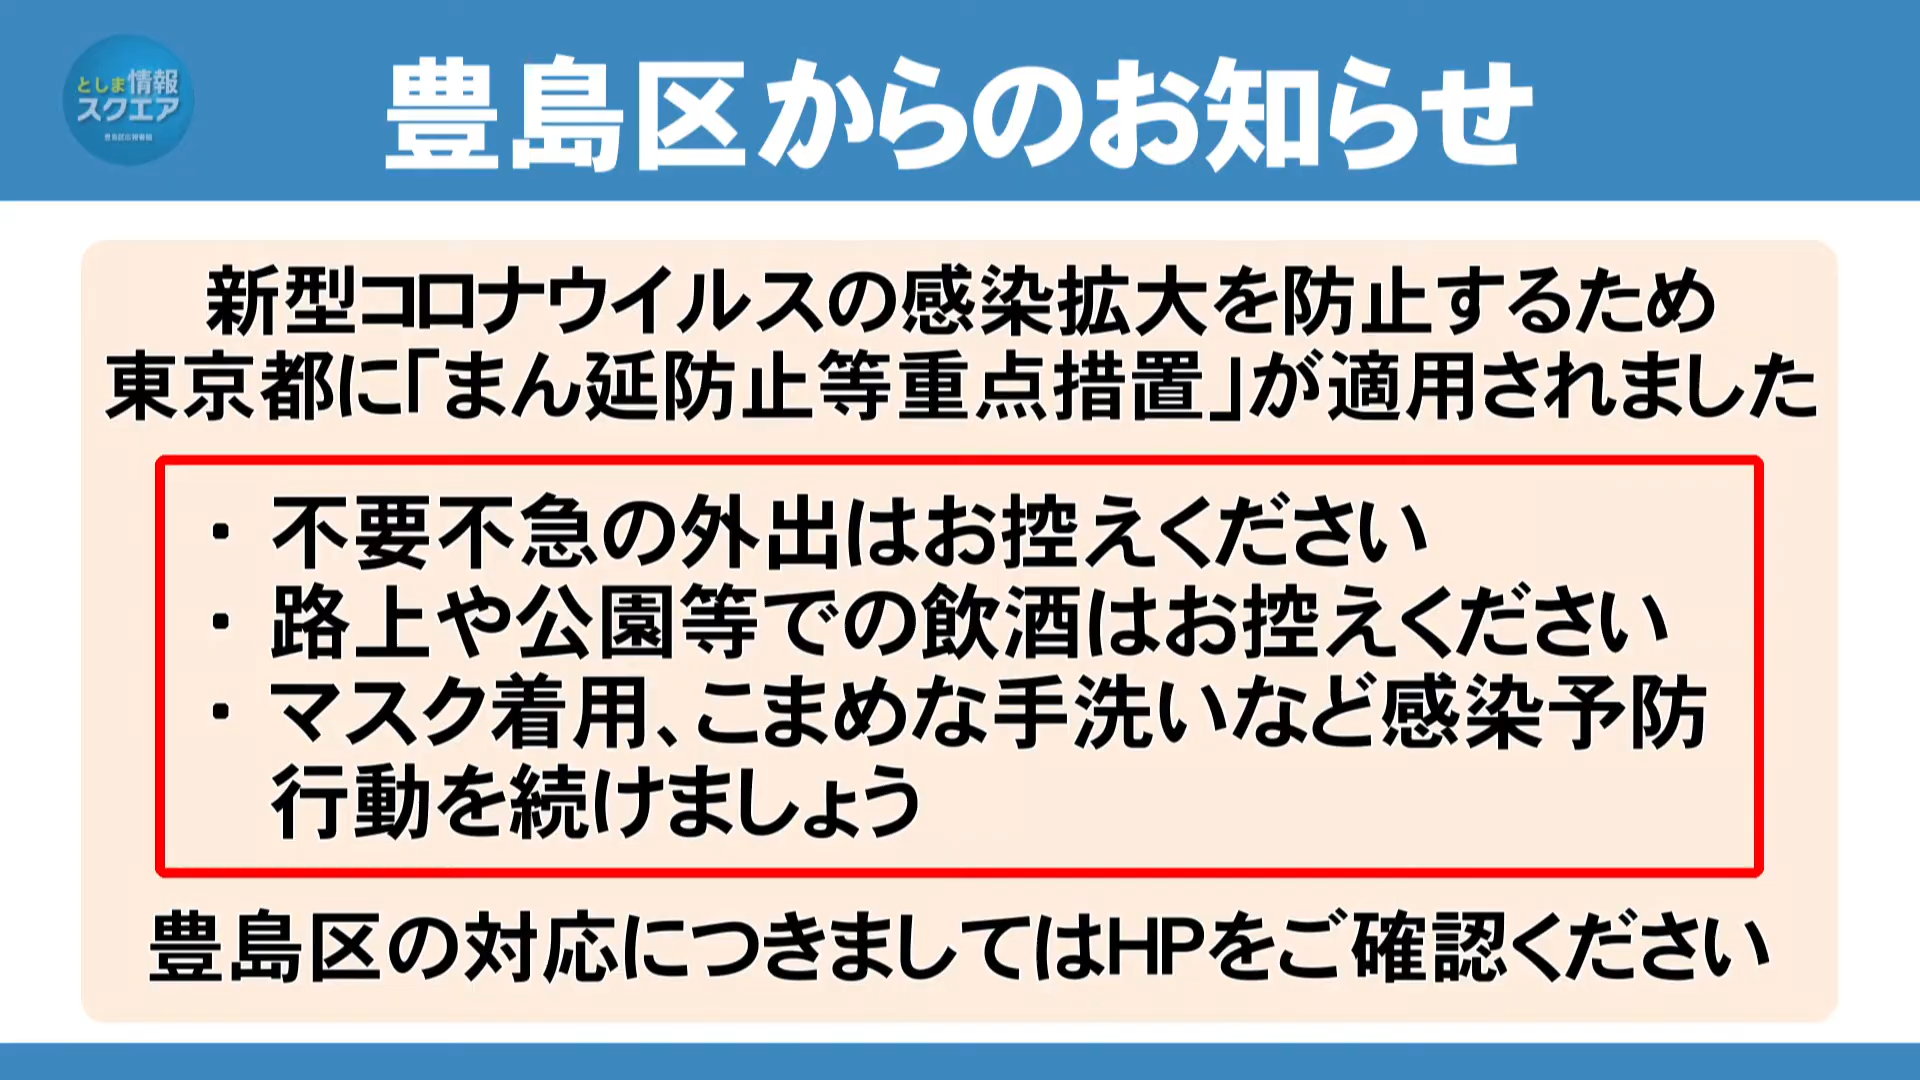 としま情報
スクエア
豊島区からのお知らせ
新型コロナウイルスの感染拡大を防止するため
東京都に「まん延防止等重点措置」が適用されました
・ 不要不急の外出はお控えください
・ 路上や公園等での飲酒はお控えください
・ マスク着用、こまめな手洗いなど感染予防
行動を続けましょう
豊島区の対応につきましてはHPをご確認ください